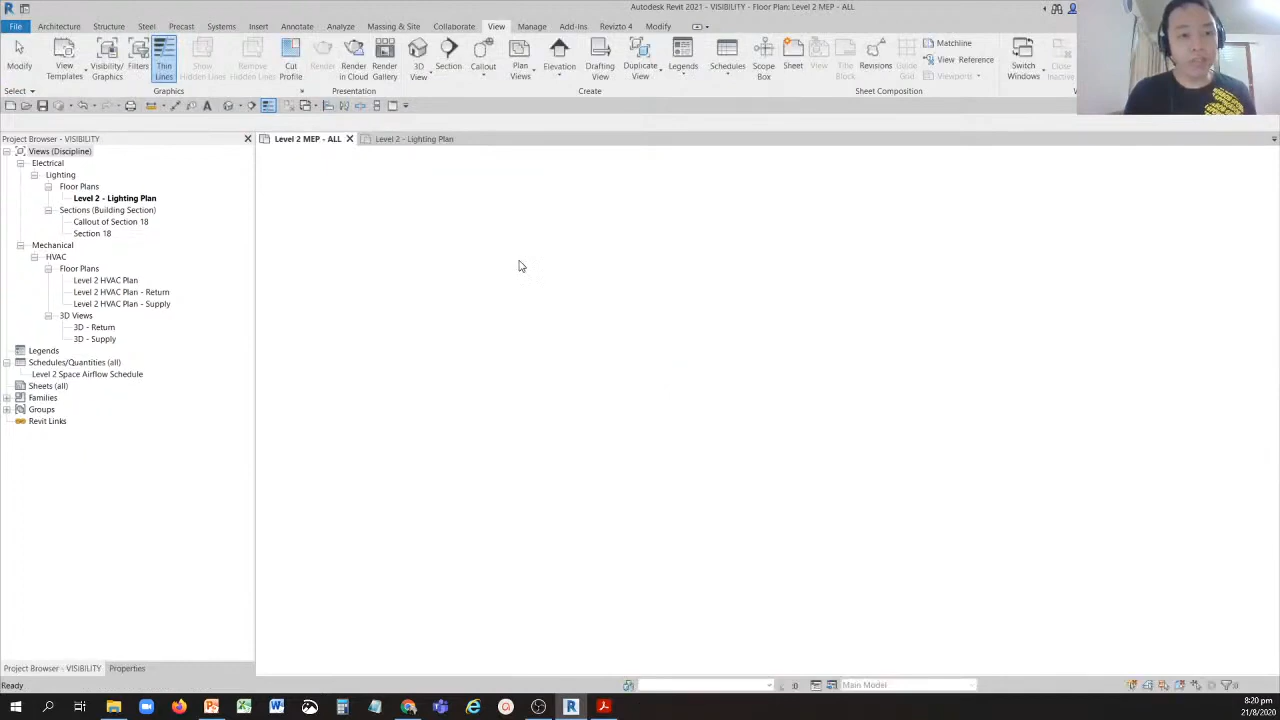 Autodesk Revit 2021 - VISIBILITY - Floor Plan: Level 2 MEP - ALL
File Architecture Structure Steel Precast Systems Insert Annotate Analyze Massing & Site Collaborate View Manage Add-Ins Revizto 4 Modify
Modify
View Templates
Visibility/ Graphics
Filters
Thin Lines
Show Hidden Lines
Remove Hidden Lines
Cut Profile
Render
Render in Cloud
Render Gallery
3D View
Section
Callout
Plan Views
Elevation
Drafting View
Duplicate View
Legends
Schedules
Scope Box
Sheet
View
Title Block
Revisions
Guide Grid
Matchline
View Reference
Viewports
Switch Windows
Close Inactive
Select
Graphics
Presentation
Create
Sheet Composition
Project Browser - VISIBILITY
Level 2 MEP - ALL
Level 2 - Lighting Plan
Views (Discipline)
Electrical
Lighting
Floor Plans
Level 2 - Lighting Plan
Sections (Building Section)
Callout of Section 18
Section 18
Mechanical
HVAC
Floor Plans
Level 2 HVAC Plan
Level 2 HVAC Plan - Return
Level 2 HVAC Plan - Supply
3D Views
3D - Return
3D - Supply
Legends
Schedules/Quantities (all)
Level 2 Space Airflow Schedule
Sheets (all)
Families
Groups
Revit Links
Project Browser - VISIBILITY
Properties
Ready
:0
Main Model
:0
8:20 pm
21/8/2020